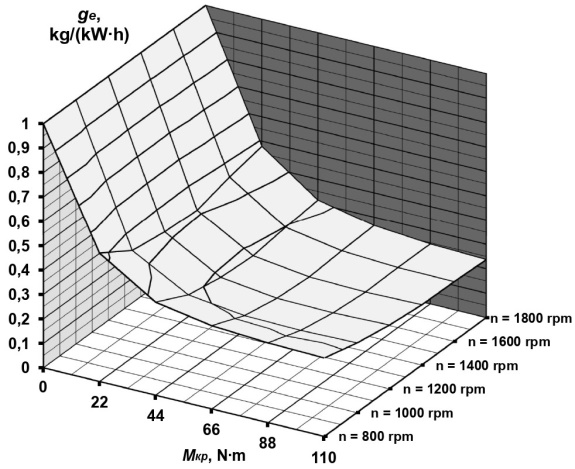 ge,
kg/(kW·h)
1
0,9
0,8
0,7
0,6
0,5
0,4
0,3
0,2
0,1
0
0
22
44
66
88
110
Mкр, N·m
n = 1800 rpm
n = 1600 rpm
n = 1400 rpm
n = 1200 rpm
n = 1000 rpm
n = 800 rpm